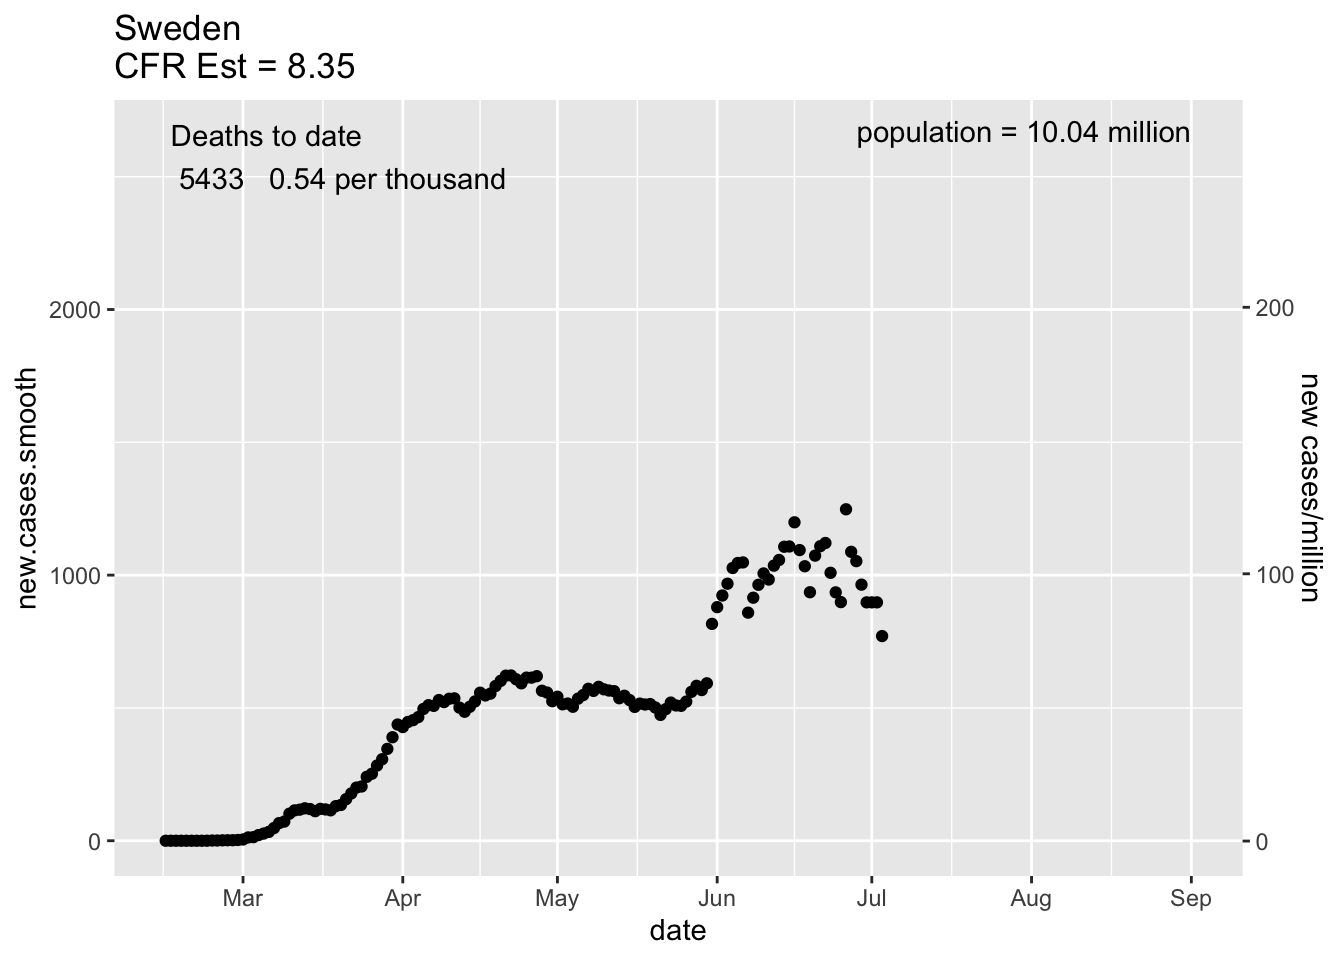 Sweden
CFR Est = 8.35
Deaths to date
5433 0.54 per thousand
population = 10.04 million
new.cases.smooth
2000
1000
0
new cases/million
200
100
0
Mar Apr May Jun Jul Aug Sep
date